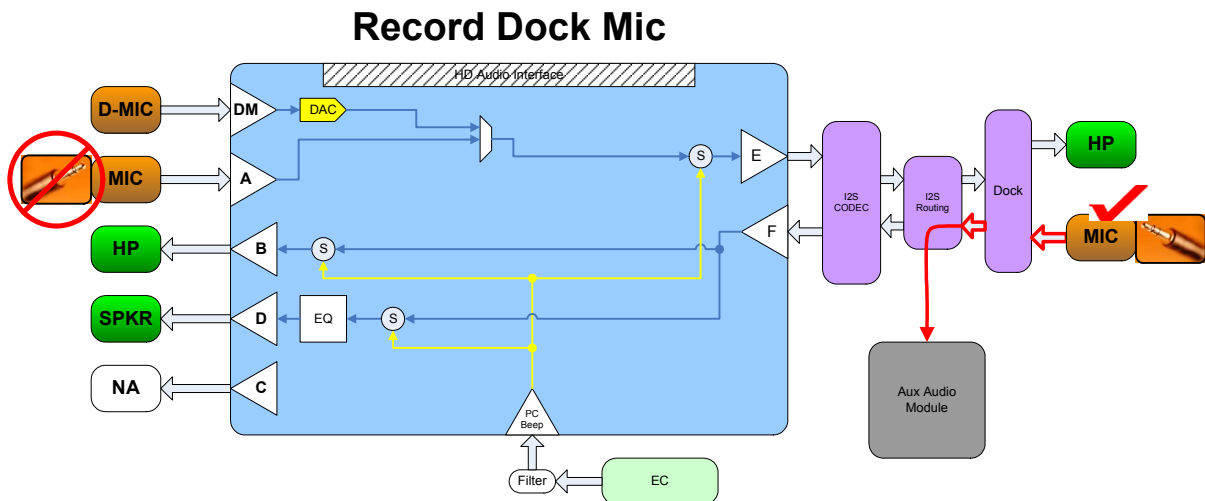 Record Dock Mic
HD Audio Interface
D-MIC
DM
DAC
MIC
A
S
E
I2S
CODEC
I2S
Routing
Dock
HP
MIC
F
HP
B
S
SPKR
D
EQ
S
NA
C
Aux Audio
Module
PC
Beep
Filter
EC